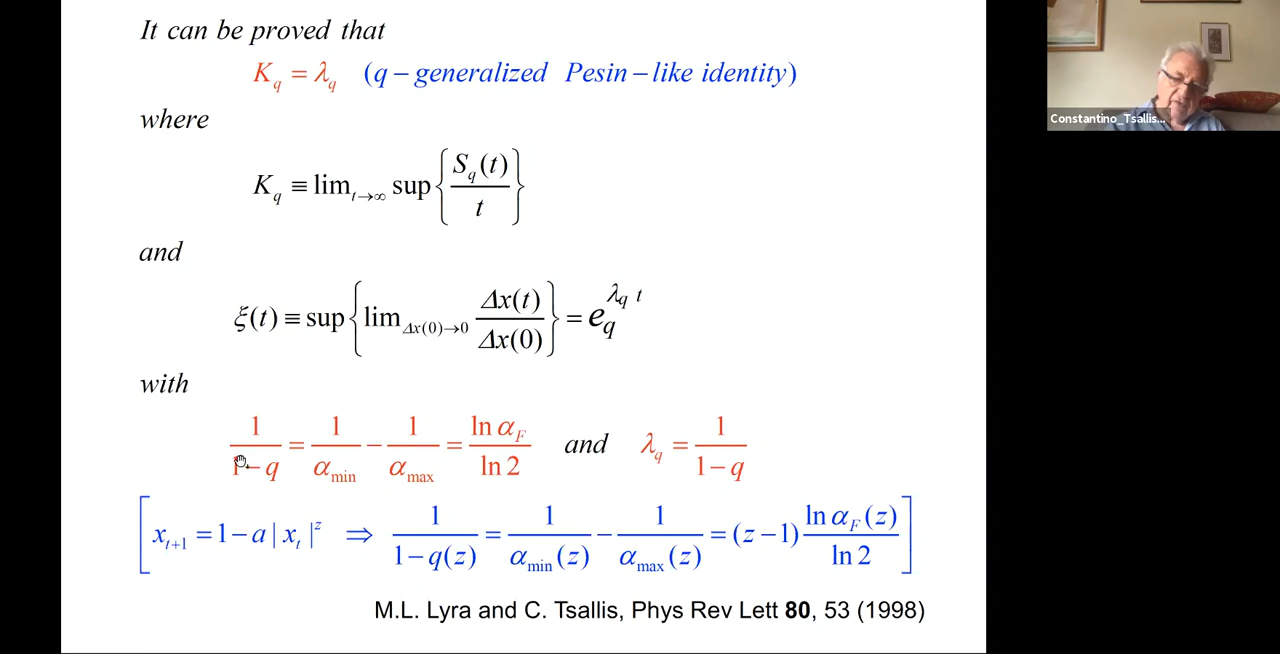 It can be proved that
K_q = λ_q (q – generalized Pesin – like identity)
where
K_q ≡ lim_{t→∞} sup { S_q(t) / t }
and
ξ(t) ≡ sup { lim_{Δx(0)→0} Δx(t) / Δx(0) } = e_q^{λ_q t}
with
1 / (1 – q) = 1 / α_min – 1 / α_max = ln α_F / ln 2 and λ_q = 1 / (1 – q)
[ x_{t+1} = 1 – a | x_t |^z ⇒ 1 / (1 – q(z)) = 1 / α_min(z) – 1 / α_max(z) = (z – 1) ln α_F(z) / ln 2 ]
M.L. Lyra and C. Tsallis, Phys Rev Lett 80, 53 (1998)
Constantino_Tsallis...